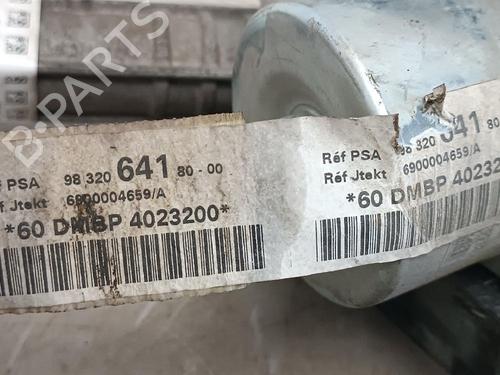 B-PARTS
Réf PSA 98 320 641 80 - 00
Réf Jtekt 6900004659/A
*60 DMBP 4023200*
Réf PSA 98 320 641 80
Réf Jtekt 6900004659/A
*60 DMBP 4023200